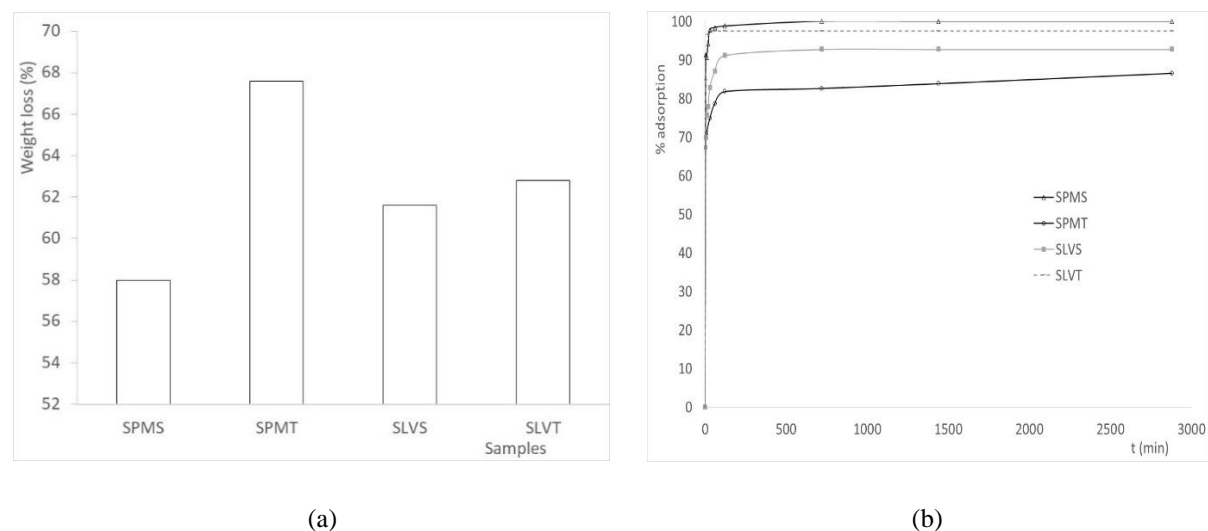 70
68
66
64
62
60
58
56
54
52
Weight loss (%)
SPMS SPMT SLVS SLVT
Samples
(a)
100
90
80
70
60
50
40
30
20
10
0
% adsorption
SPMS
SPMT
SLVS
SLVT
0 500 1000 1500 2000 2500 3000
t (min)
(b)